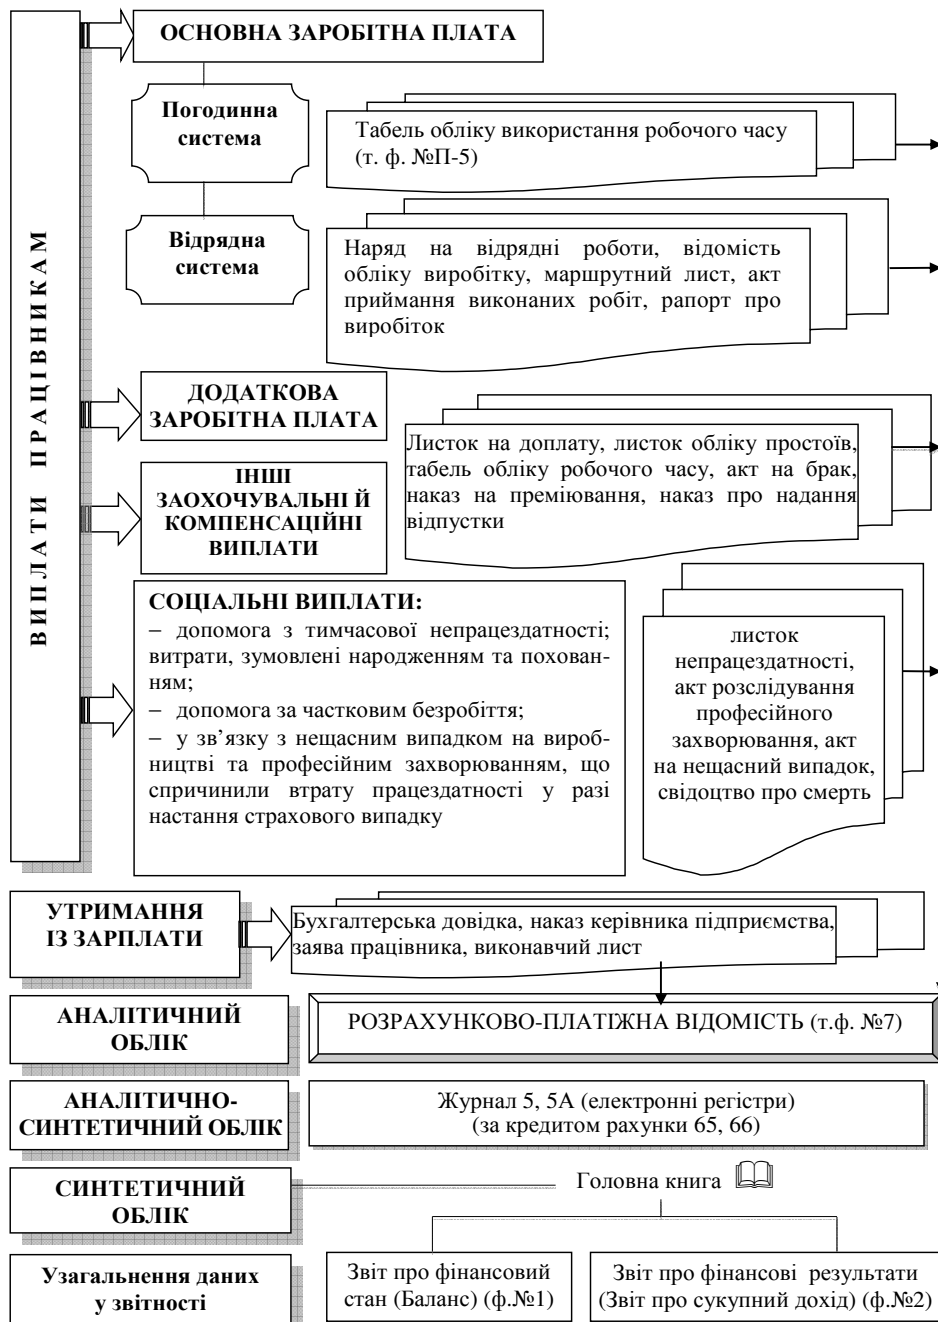 ВИПЛАТИ ПРАЦІВНИКАМ
ОСНОВНА ЗАРОБІТНА ПЛАТА
Погодинна
система
Табель обліку використання робочого часу
(т. ф. №П-5)
Відрядна
система
Наряд на відрядні роботи, відомість
обліку виробітку, маршрутний лист, акт
приймання виконаних робіт, рапорт про
виробіток
ДОДАТКОВА
ЗАРОБІТНА ПЛАТА
ІНШІ
ЗАОХОЧУВАЛЬНІ Й
КОМПЕНСАЦІЙНІ
ВИПЛАТИ
Листок на доплату, листок обліку простоїв,
табель обліку робочого часу, акт на брак,
наказ на преміювання, наказ про надання
відпустки
СОЦІАЛЬНІ ВИПЛАТИ:
– допомога з тимчасової непрацездатності;
витрати, зумовлені народженням та похован-
ням;
– допомога за частковим безробіття;
– у зв’язку з нещасним випадком на вироб-
ництві та професійним захворюванням, що
спричинили втрату працездатності у разі
настання страхового випадку
листок
непрацездатності,
акт розслідування
професійного
захворювання, акт
на нещасний випадок,
свідоцтво про смерть
УТРИМАННЯ
ІЗ ЗАРПЛАТИ
Бухгалтерська довідка, наказ керівника підприємства,
заява працівника, виконавчий лист
АНАЛІТИЧНИЙ
ОБЛІК
РОЗРАХУНКОВО-ПЛАТІЖНА ВІДОМІСТЬ (т.ф. №7)
АНАЛІТИЧНО-
СИНТЕТИЧНИЙ ОБЛІК
Журнал 5, 5А (електронні регістри)
(за кредитом рахунки 65, 66)
СИНТЕТИЧНИЙ
ОБЛІК
Головна книга
Узагальнення даних
у звітності
Звіт про фінансовий
стан (Баланс) (ф.№1)
Звіт про фінансові результати
(Звіт про сукупний дохід) (ф.№2)